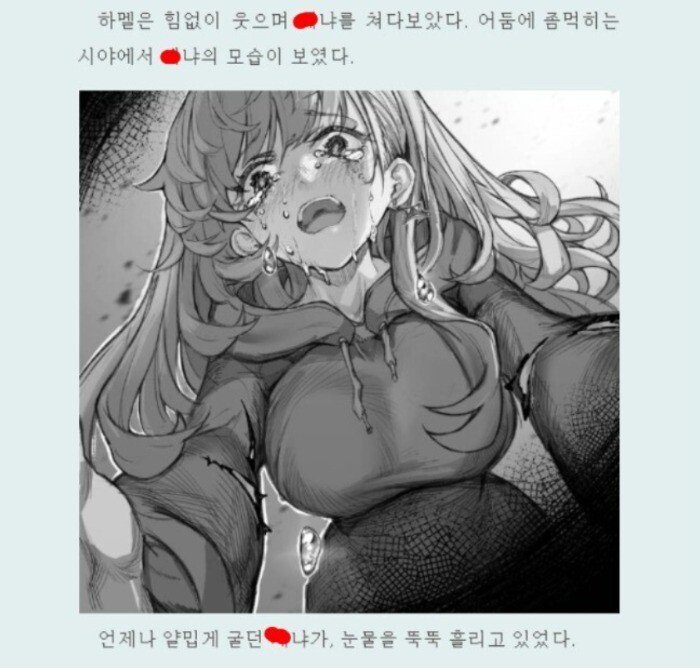 하멜은 힘없이 웃으며 냐를 쳐다보았다. 어둠에 좀먹히는
시야에서 냐의 모습이 보였다.
언제나 얄밉게 굴던 냐가, 눈물을 뚝뚝 흘리고 있었다.